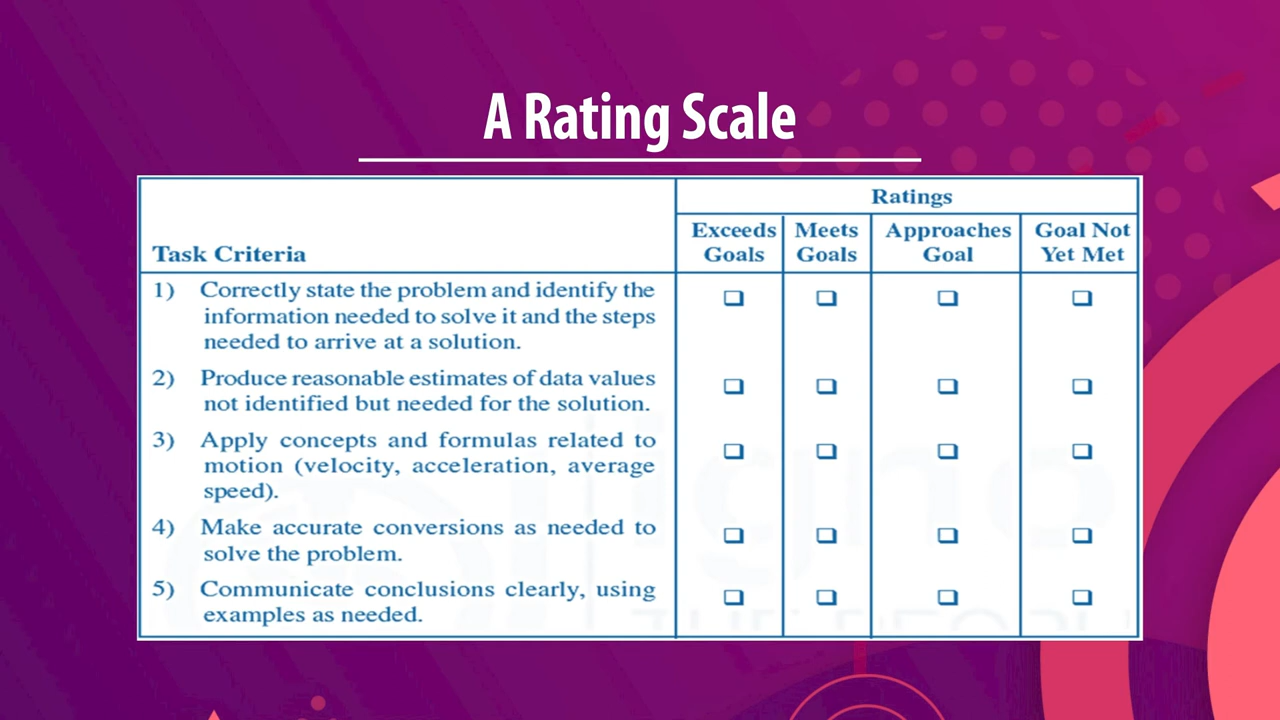 A Rating Scale
Ratings
Task Criteria
Exceeds Goals
Meets Goals
Approaches Goal
Goal Not Yet Met
1) Correctly state the problem and identify the
information needed to solve it and the steps
needed to arrive at a solution.
❑ ❑ ❑ ❑
2) Produce reasonable estimates of data values
not identified but needed for the solution.
❑ ❑ ❑ ❑
3) Apply concepts and formulas related to
motion (velocity, acceleration, average
speed).
❑ ❑ ❑ ❑
4) Make accurate conversions as needed to
solve the problem.
❑ ❑ ❑ ❑
5) Communicate conclusions clearly, using
examples as needed.
❑ ❑ ❑ ❑